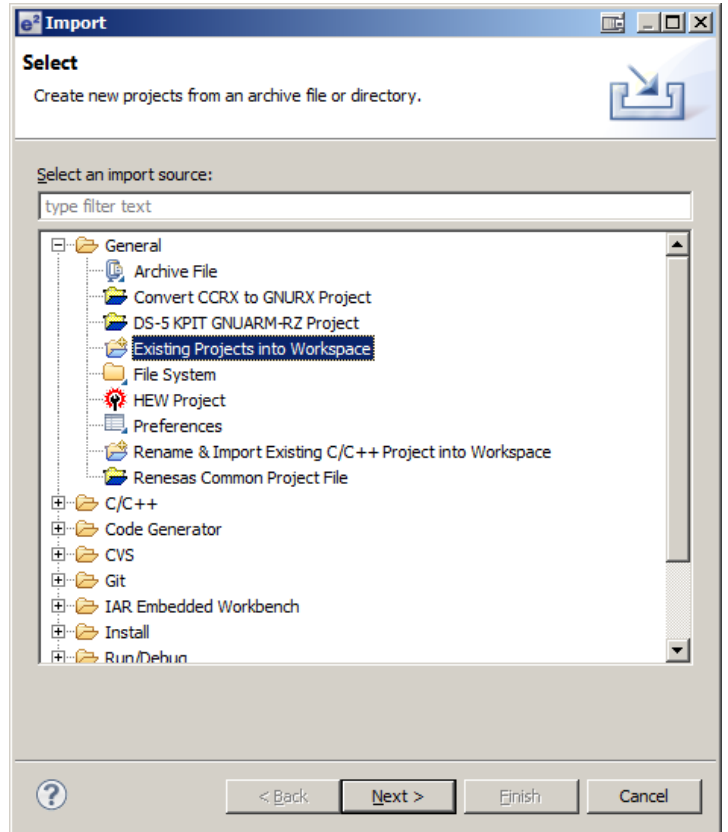 e² Import
Select
Create new projects from an archive file or directory.
Select an import source:
type filter text
General
Archive File
Convert CCRX to GNURX Project
DS-5 KPIT GNUARM-RZ Project
Existing Projects into Workspace
File System
HEW Project
Preferences
Rename & Import Existing C/C++ Project into Workspace
Renesas Common Project File
C/C++
Code Generator
CVS
Git
IAR Embedded Workbench
Install
Run/Debug
? < Back Next > Finish Cancel